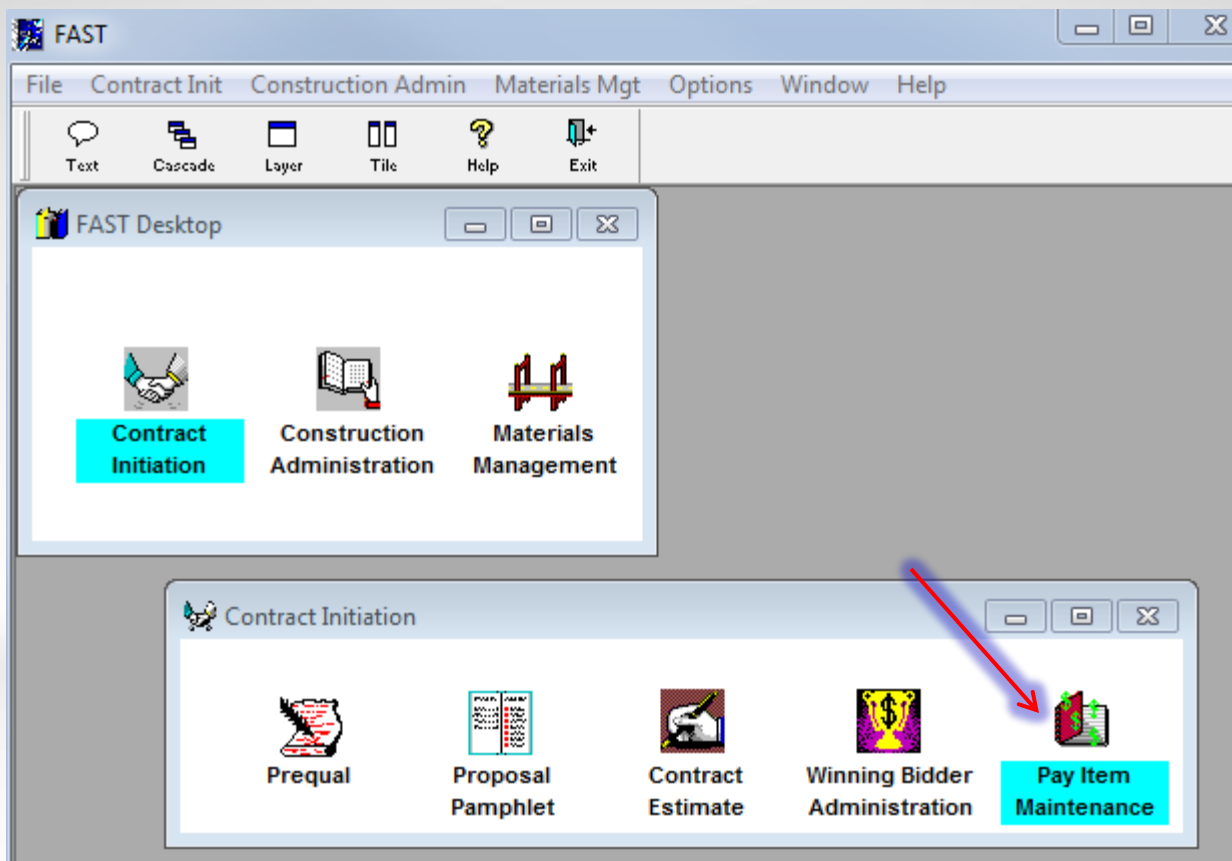 FAST
File Contract Init Construction Admin Materials Mgt Options Window Help
Text Cascade Layer Tile Help Exit
FAST Desktop
Contract Initiation
Construction Administration
Materials Management
Contract Initiation
Prequal
Proposal Pamphlet
Contract Estimate
Winning Bidder Administration
Pay Item Maintenance